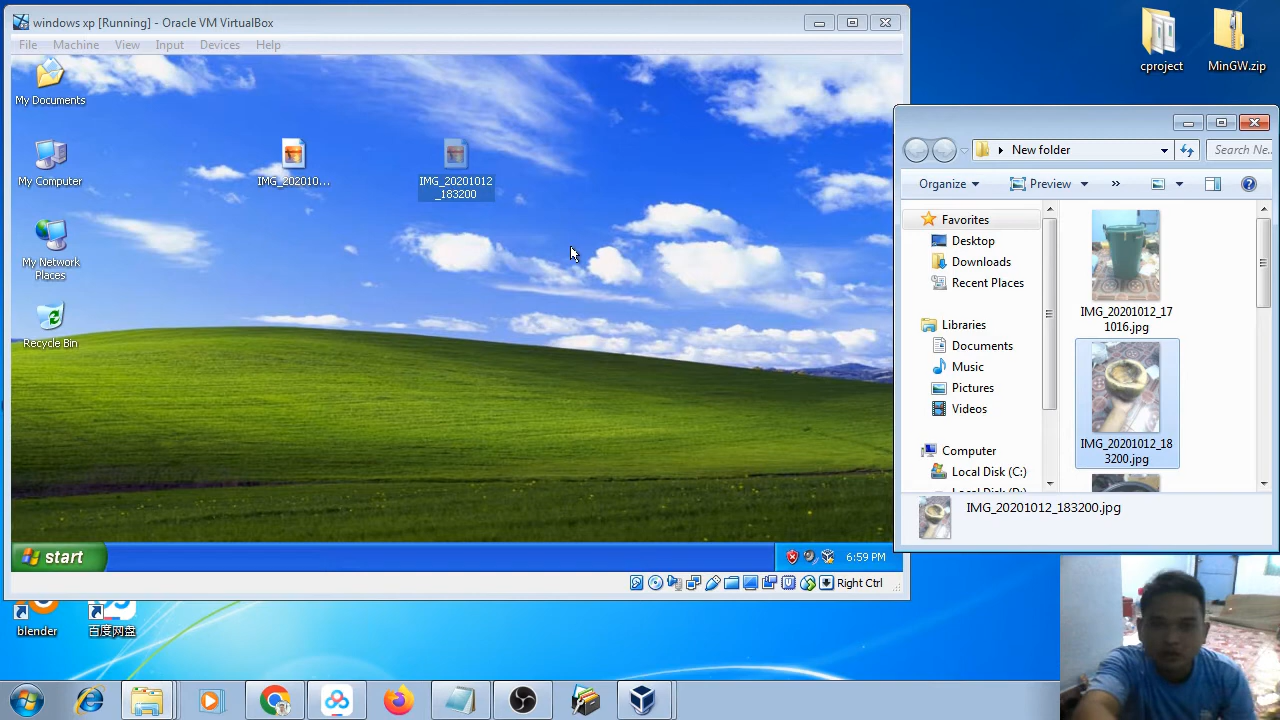 windows xp [Running] - Oracle VM VirtualBox
File Machine View Input Devices Help
My Documents
My Computer
My Network
Places
Recycle Bin
IMG_202010...
IMG_20201012
_183200
start
6:59 PM
Right Ctrl
cproject
MinGW.zip
New folder
Search Ne...
Organize
Preview
»
Favorites
Desktop
Downloads
Recent Places
Libraries
Documents
Music
Pictures
Videos
Computer
Local Disk (C:)
IMG_20201012_17
1016.jpg
IMG_20201012_18
3200.jpg
IMG_20201012_183200.jpg
blender
百度网盘